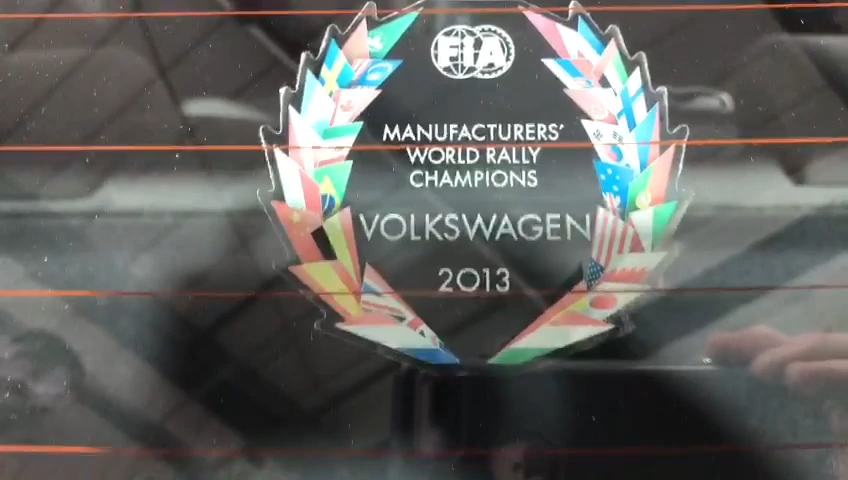 FIA
MANUFACTURERS'
WORLD RALLY
CHAMPIONS
VOLKSWAGEN
2013